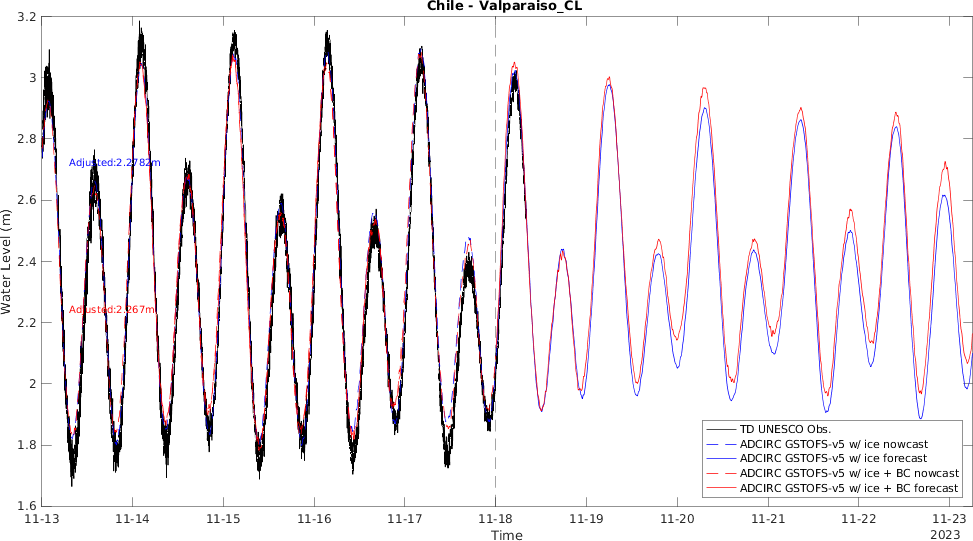 Chile - Valparaiso_CL
3.2
3
2.8
2.6
2.4
2.2
2
1.8
1.6
Water Level (m)
Adjusted:2.2782m
Adjusted:2.267m
TD UNESCO Obs.
ADCIRC GSTOFS-v5 w/ ice nowcast
ADCIRC GSTOFS-v5 w/ ice forecast
ADCIRC GSTOFS-v5 w/ ice + BC nowcast
ADCIRC GSTOFS-v5 w/ ice + BC forecast
11-13 11-14 11-15 11-16 11-17 11-18 11-19 11-20 11-21 11-22 11-23
Time
2023